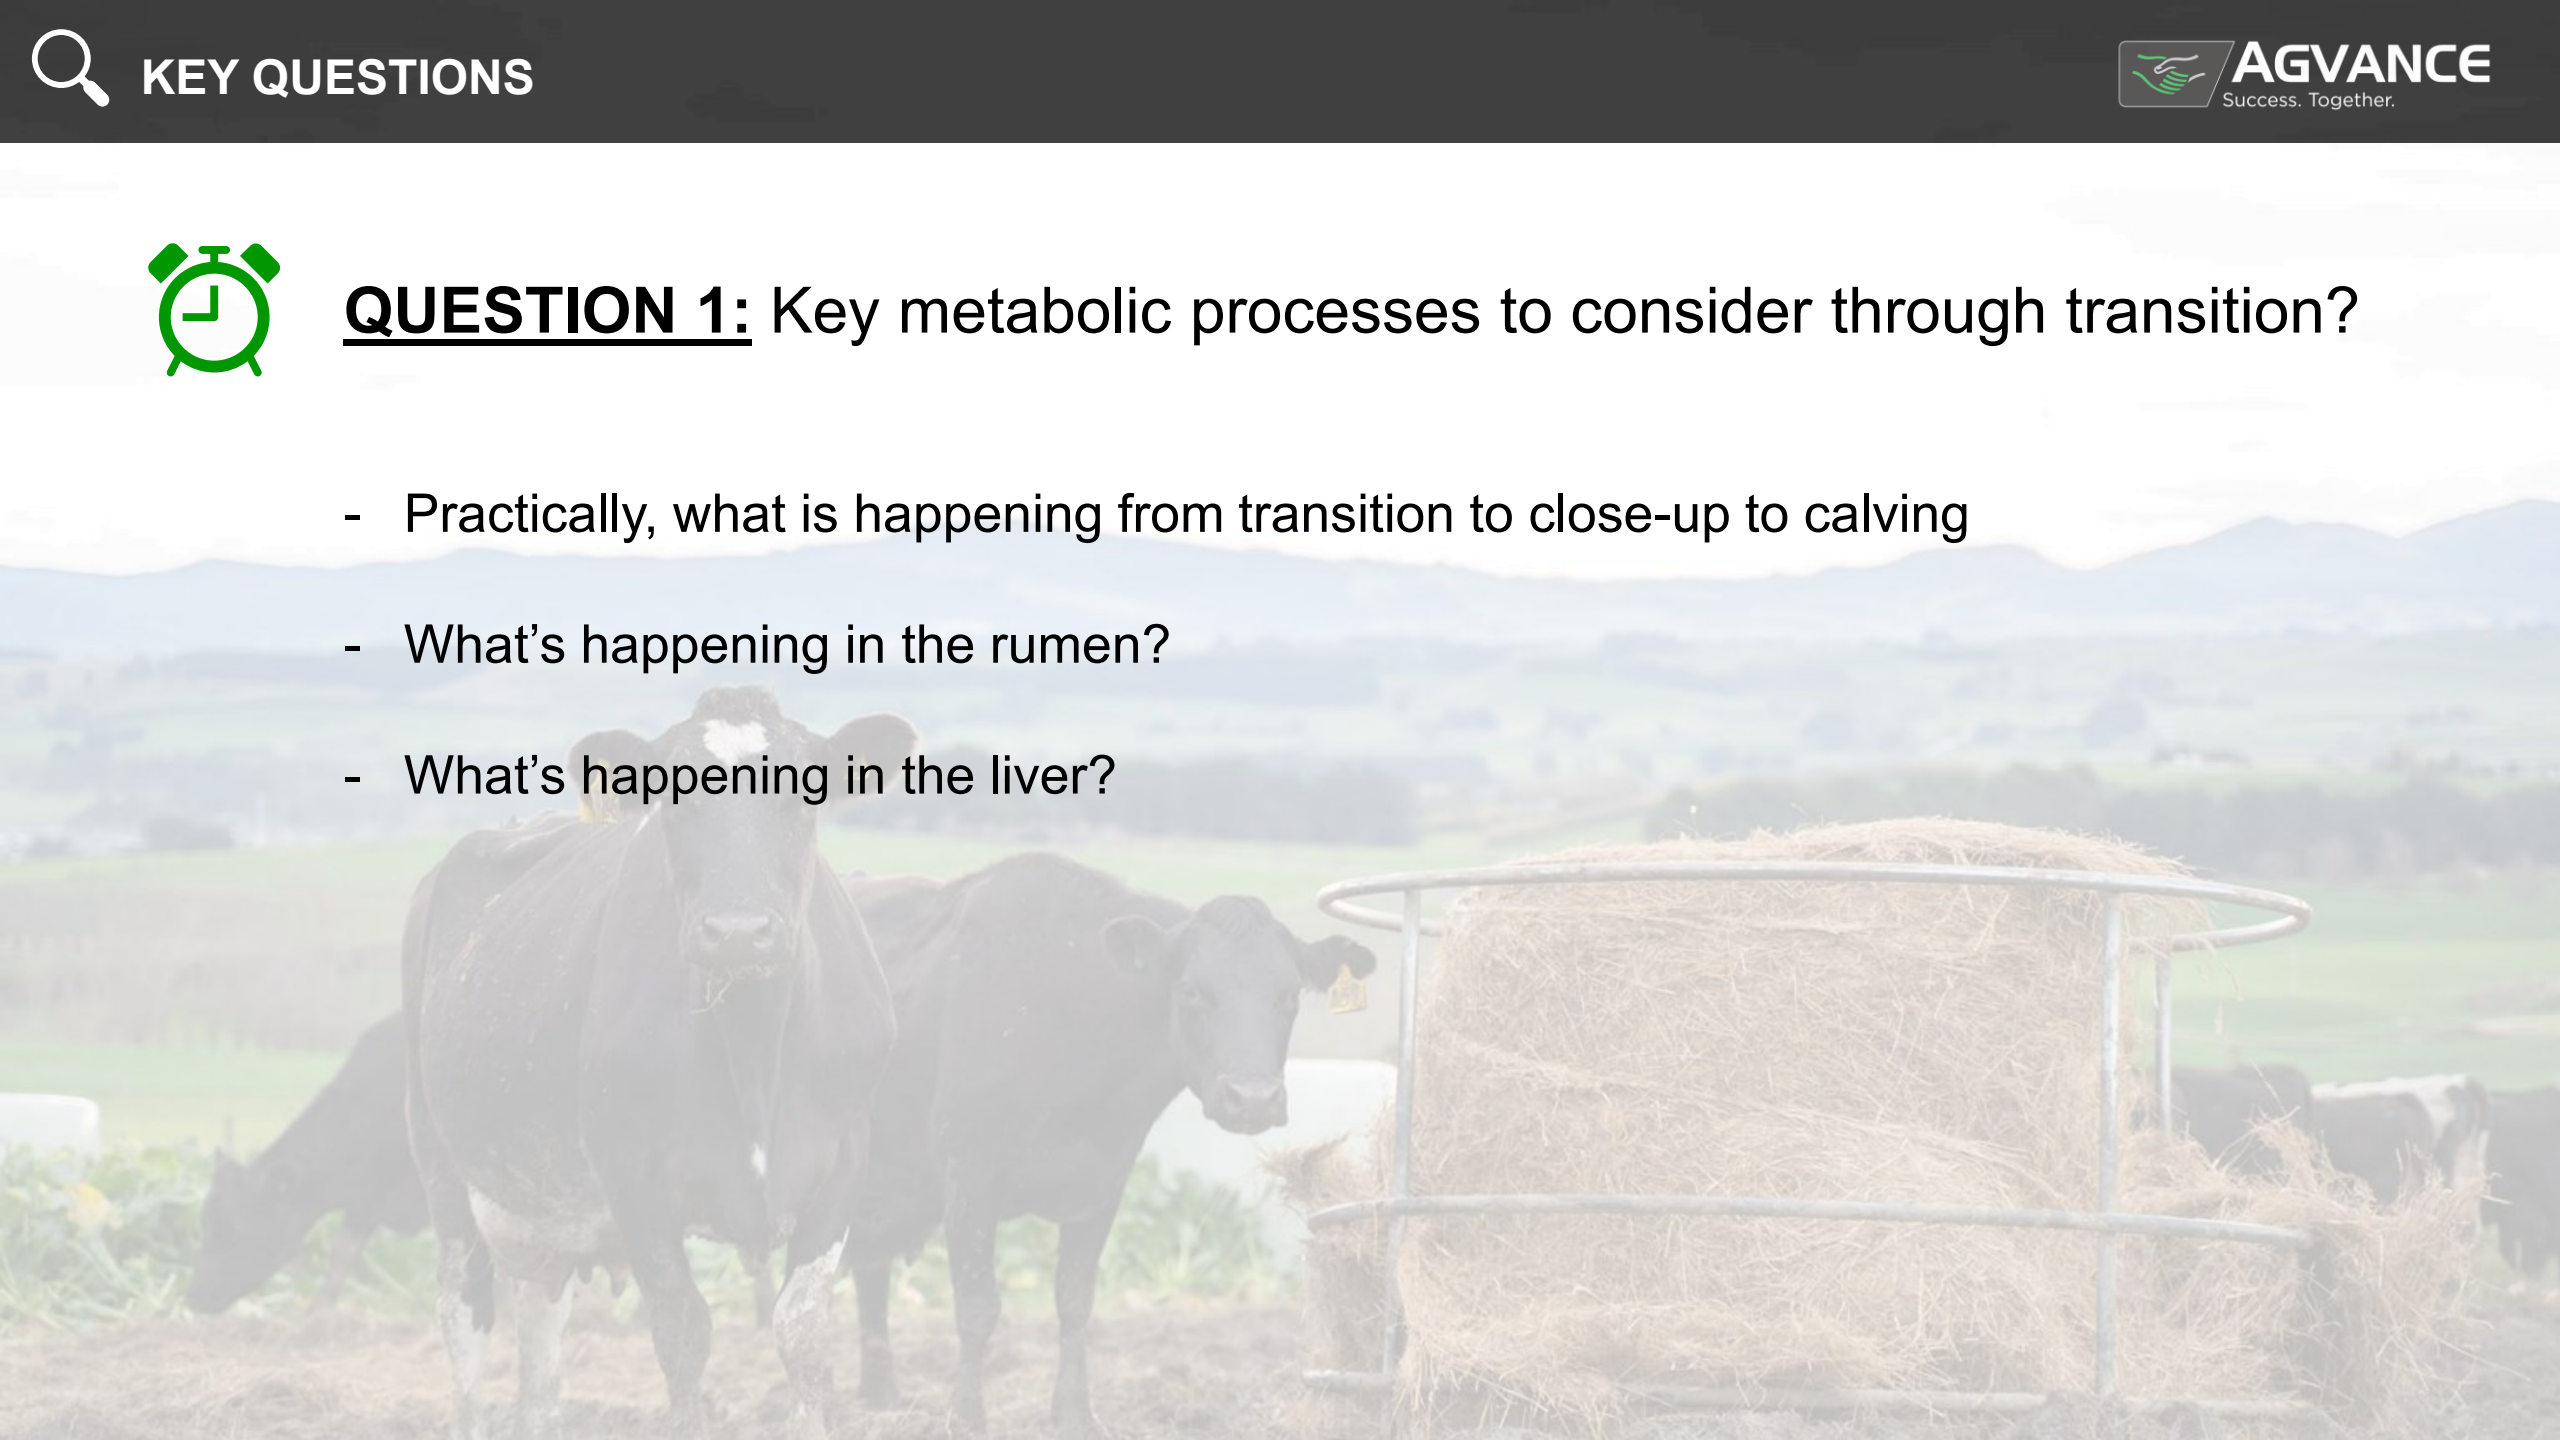 KEY QUESTIONS
AGVANCE
Success. Together.
QUESTION 1: Key metabolic processes to consider through transition?
- Practically, what is happening from transition to close-up to calving
- What’s happening in the rumen?
- What’s happening in the liver?